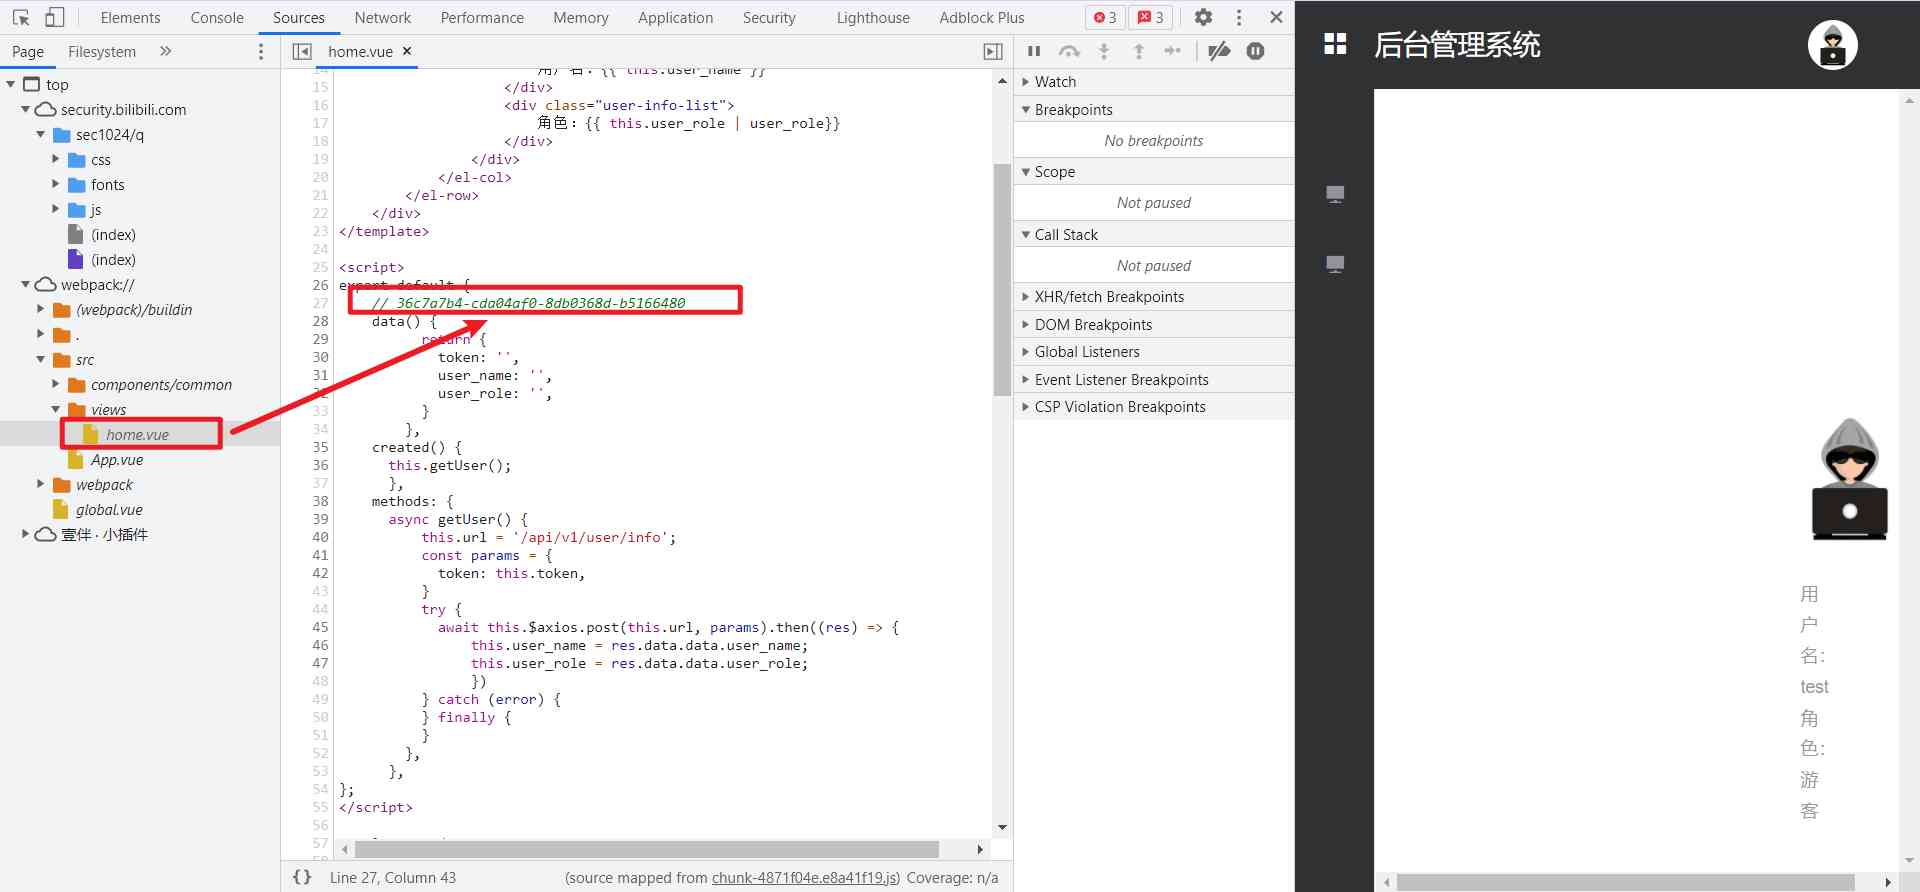 Elements Console Sources Network Performance Memory Application Security Lighthouse Adblock Plus 3 3
Page Filesystem
home.vue
top
security.bilibili.com
sec1024/q
css
fonts
js
(index)
(index)
webpack://
(webpack)/buildin
.
src
components/common
views
home.vue
App.vue
webpack
global.vue
壹伴 · 小插件
用户名：{{ this.user_name }}
15 </div>
16 <div class="user-info-list">
17 角色：{{ this.user_role | user_role}}
18 </div>
19 </div>
20 </el-col>
21 </el-row>
22 </div>
23 </template>
24
25 <script>
26 export default {
27 // 36c7a7b4-cda04af0-8db0368d-b5166480
28 data() {
29 return {
30 token: '',
31 user_name: '',
32 user_role: '',
33 }
34 },
35 created() {
36 this.getUser();
37 },
38 methods: {
39 async getUser() {
40 this.url = '/api/v1/user/info';
41 const params = {
42 token: this.token,
43 }
44 try {
45 await this.$axios.post(this.url, params).then((res) => {
46 this.user_name = res.data.data.user_name;
47 this.user_role = res.data.data.user_role;
48 })
49 } catch (error) {
50 } finally {
51 }
52 },
53 },
54 };
55 </script>
56
57
{} Line 27, Column 43 (source mapped from chunk-4871f04e.e8a41f19.js) Coverage: n/a
Watch
Breakpoints
No breakpoints
Scope
Not paused
Call Stack
Not paused
XHR/fetch Breakpoints
DOM Breakpoints
Global Listeners
Event Listener Breakpoints
CSP Violation Breakpoints
后台管理系统
用
户
名：
test
角
色：
游
客